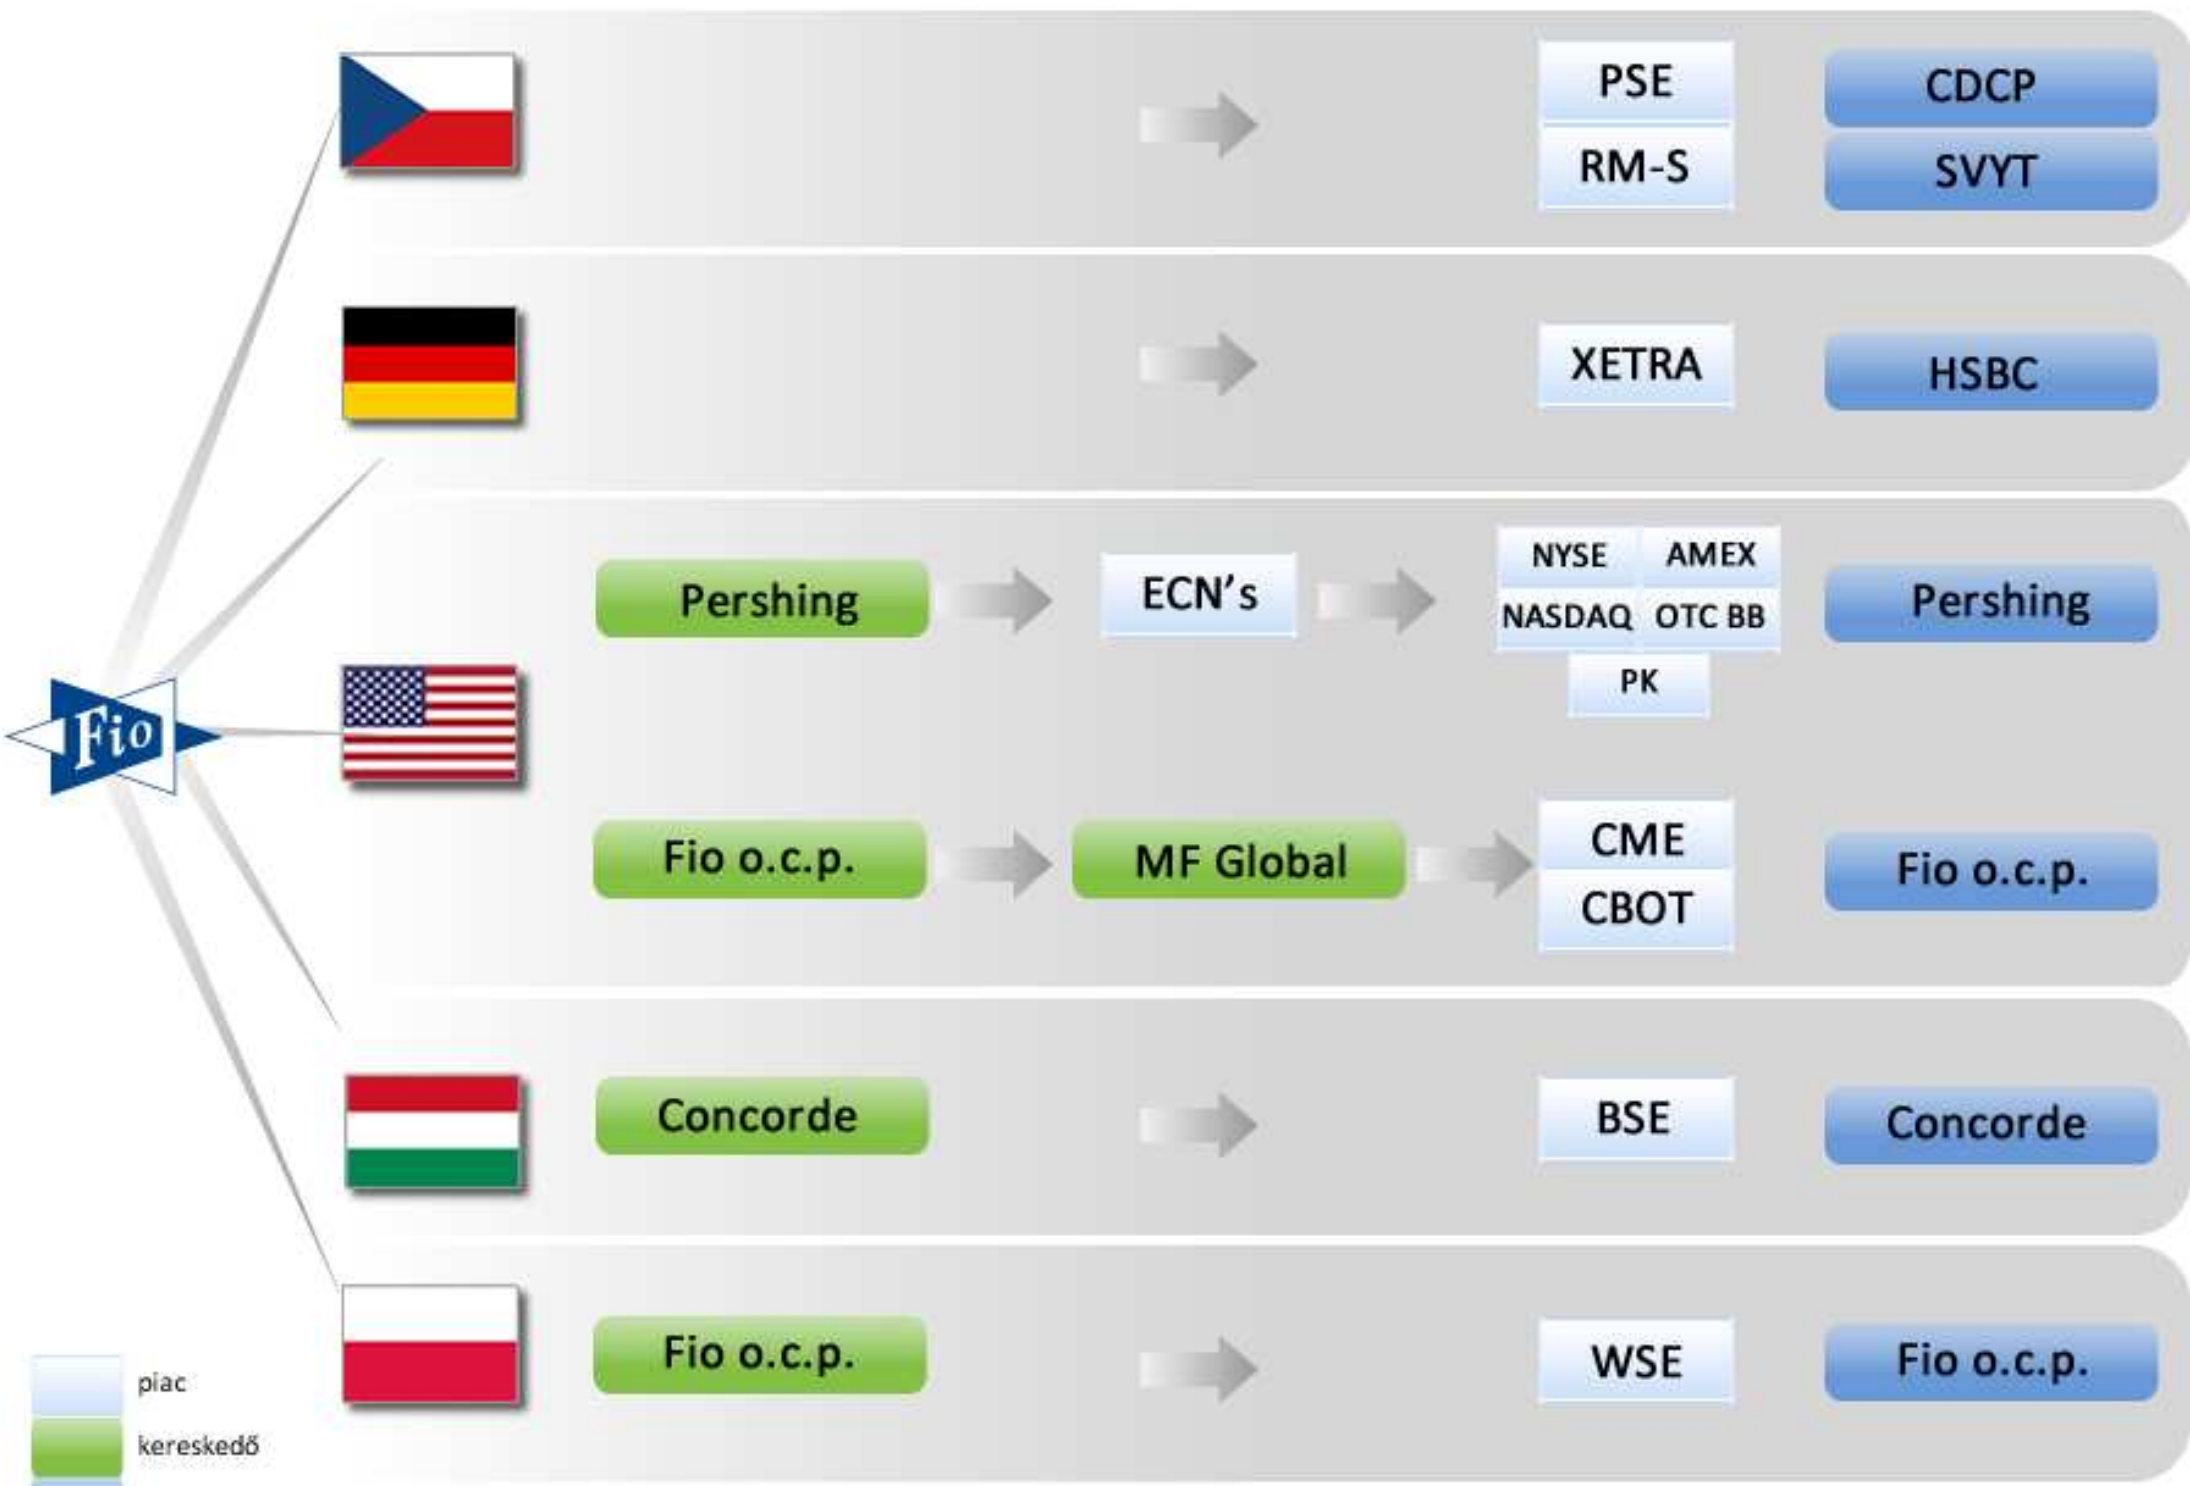 PSE
CDCP
RM-S
SVYT
XETRA
HSBC
NYSE AMEX
Pershing
ECN's
NASDAQ OTC BB
Pershing
PK
Fio
Fio o.c.p.
MF Global
CME
CBOT
Fio o.c.p.
Concorde
BSE
Concorde
Fio o.c.p.
WSE
Fio o.c.p.
piac
kereskedő